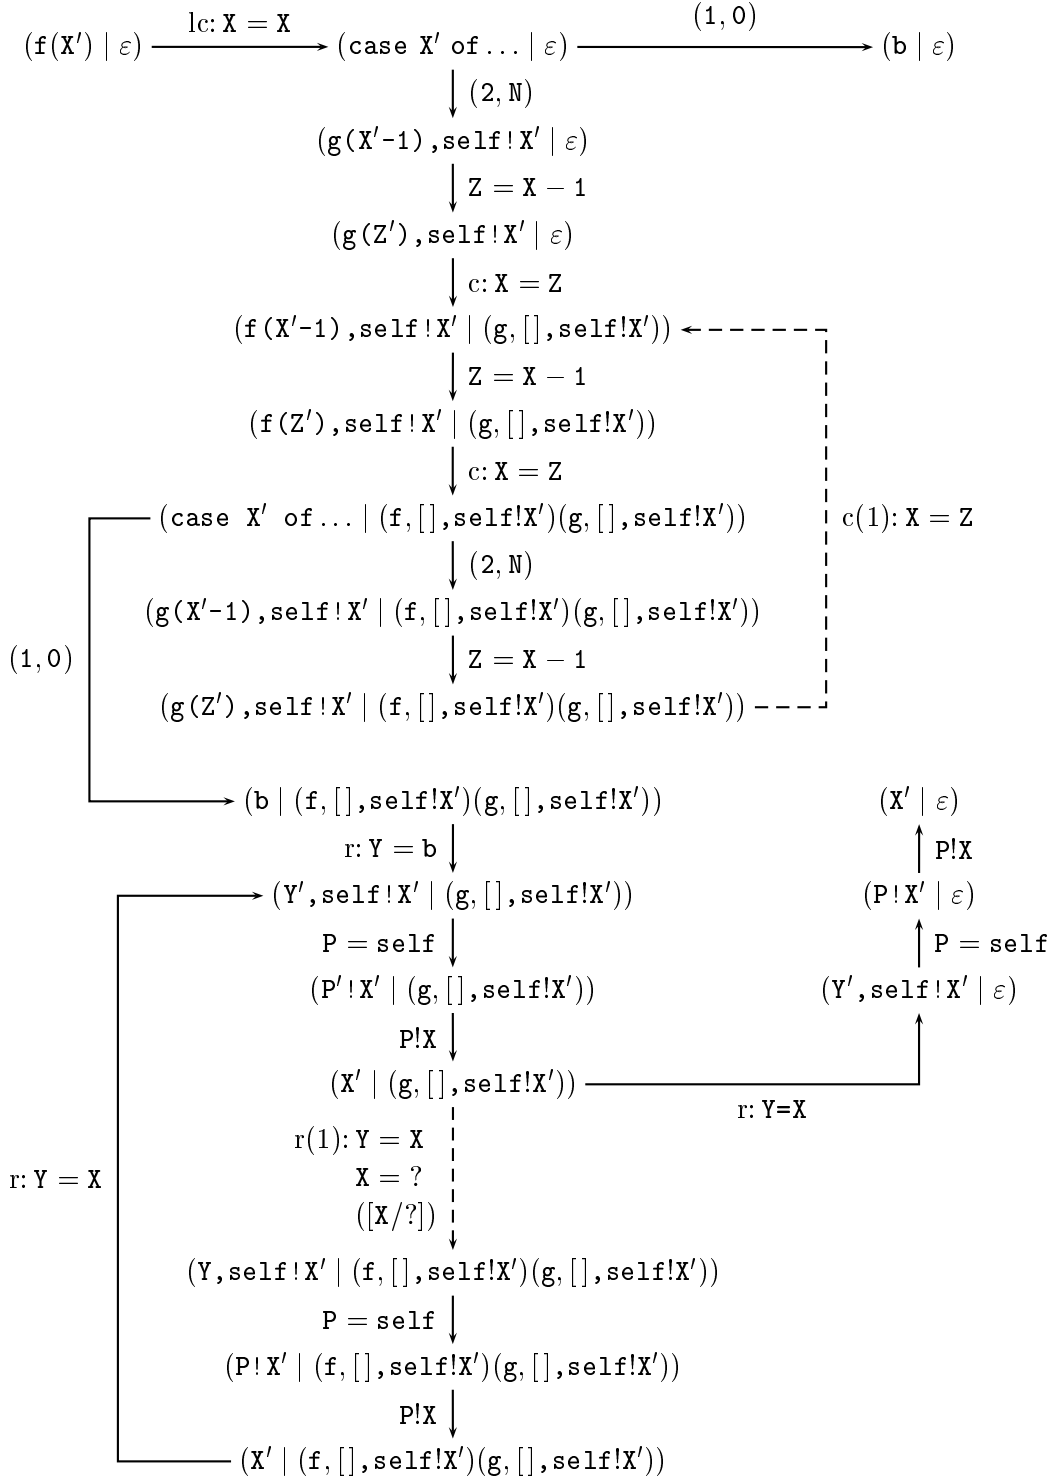 lc: X = X
(1, 0)
(f(X′) | ε)
(case X′ of ... | ε)
(b | ε)
(2, N)
(g(X′-1),self!X′ | ε)
Z = X − 1
(g(Z′),self!X′ | ε)
c: X = Z
(f(X′-1),self!X′ | (g, [], self!X′))
Z = X − 1
(f(Z′),self!X′ | (g, [], self!X′))
c: X = Z
(case X′ of ... | (f, [], self!X′)(g, [], self!X′))
c(1): X = Z
(2, N)
(g(X′-1),self!X′ | (f, [], self!X′)(g, [], self!X′))
(1, 0)
Z = X − 1
(g(Z′),self!X′ | (f, [], self!X′)(g, [], self!X′))
(b | (f, [], self!X′)(g, [], self!X′))
(X′ | ε)
r: Y = b
P!X
(Y′,self!X′ | (g, [], self!X′))
(P!X′ | ε)
P = self
P = self
(P′!X′ | (g, [], self!X′))
(Y′,self!X′ | ε)
P!X
(X′ | (g, [], self!X′))
r: Y=X
r(1): Y = X
X = ?
([X/?])
r: Y = X
(Y,self!X′ | (f, [], self!X′)(g, [], self!X′))
P = self
(P!X′ | (f, [], self!X′)(g, [], self!X′))
P!X
(X′ | (f, [], self!X′)(g, [], self!X′))